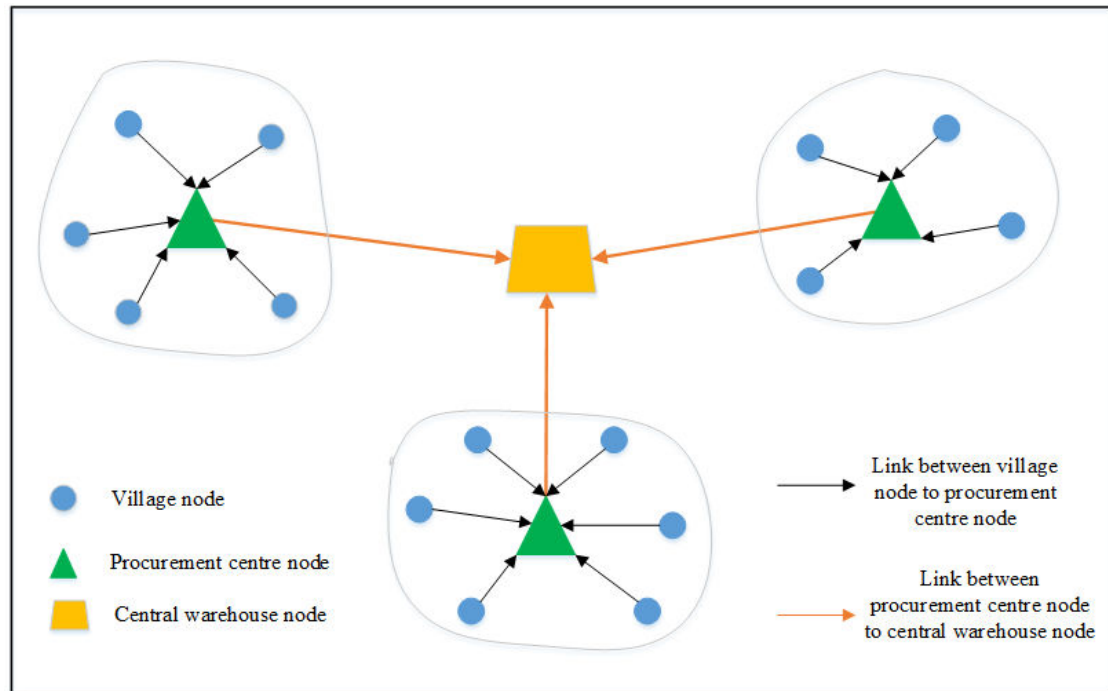 Village node
Procurement centre node
Central warehouse node
Link between village
node to procurement
centre node
Link between
procurement centre node
to central warehouse node